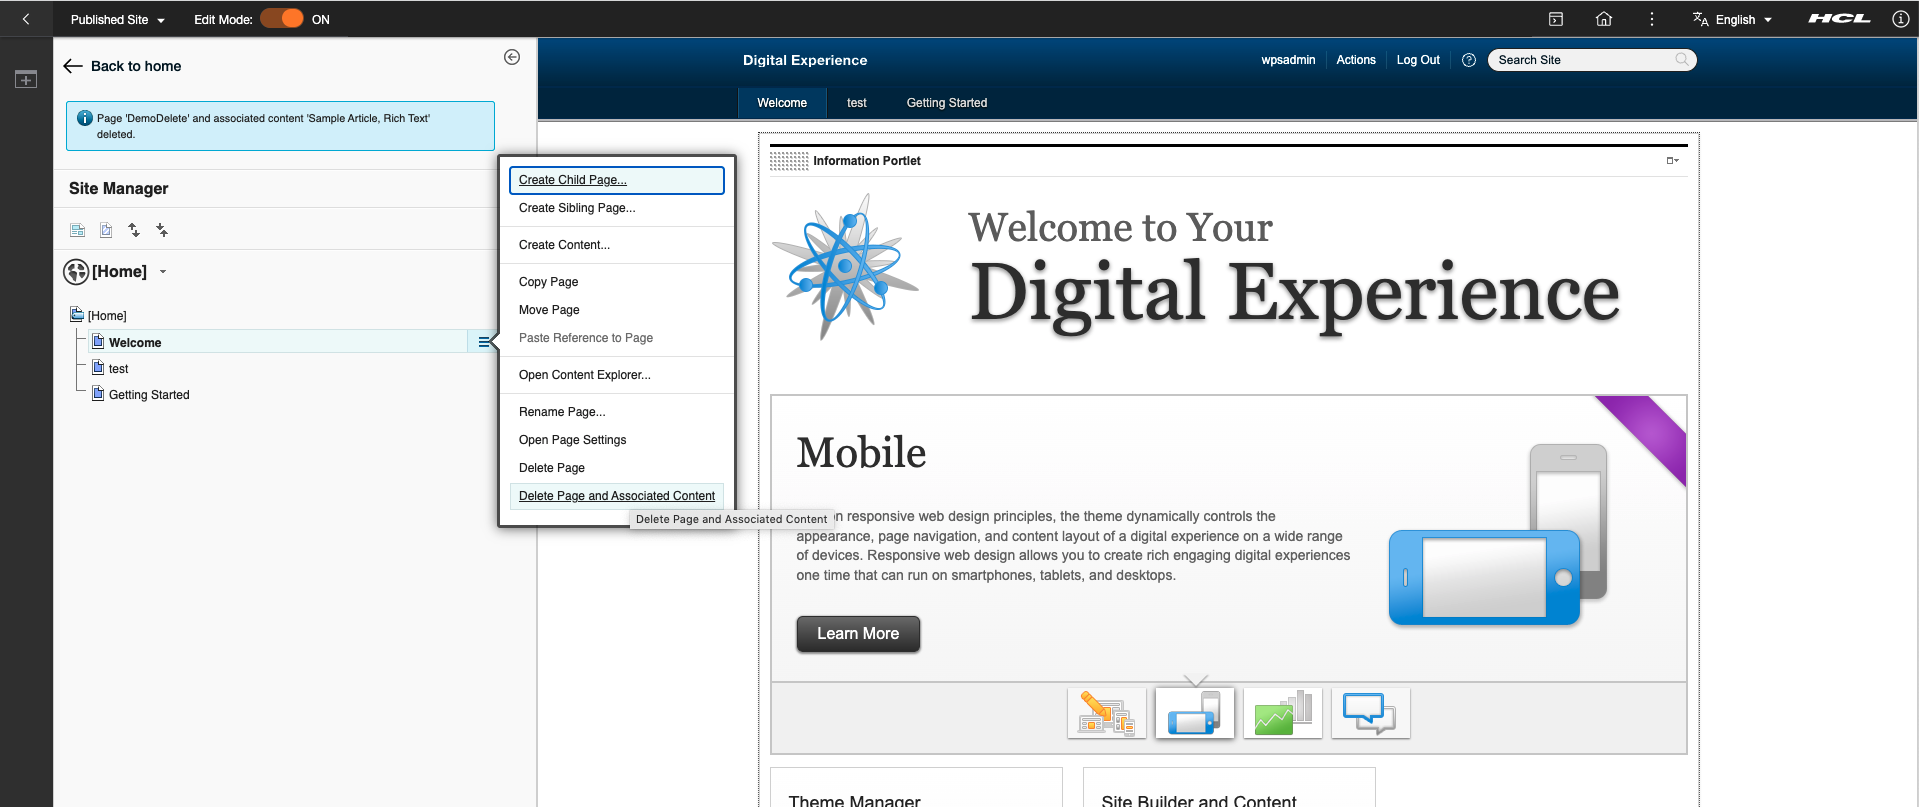 Published Site
Edit Mode:
ON
English
HCL
Back to home
Page 'DemoDelete' and associated content 'Sample Article, Rich Text'
deleted.
Site Manager
[Home]
[Home]
Welcome
test
Getting Started
Create Child Page...
Create Sibling Page...
Create Content...
Copy Page
Move Page
Paste Reference to Page
Open Content Explorer...
Rename Page...
Open Page Settings
Delete Page
Delete Page and Associated Content
Delete Page and Associated Content
Digital Experience
wpsadmin
Actions
Log Out
Search Site
Welcome
test
Getting Started
Information Portlet
Welcome to Your
Digital Experience
Mobile
n responsive web design principles, the theme dynamically controls the
appearance, page navigation, and content layout of a digital experience on a wide range
of devices. Responsive web design allows you to create rich engaging digital experiences
one time that can run on smartphones, tablets, and desktops.
Learn More
Theme Manager
Site Builder and Content